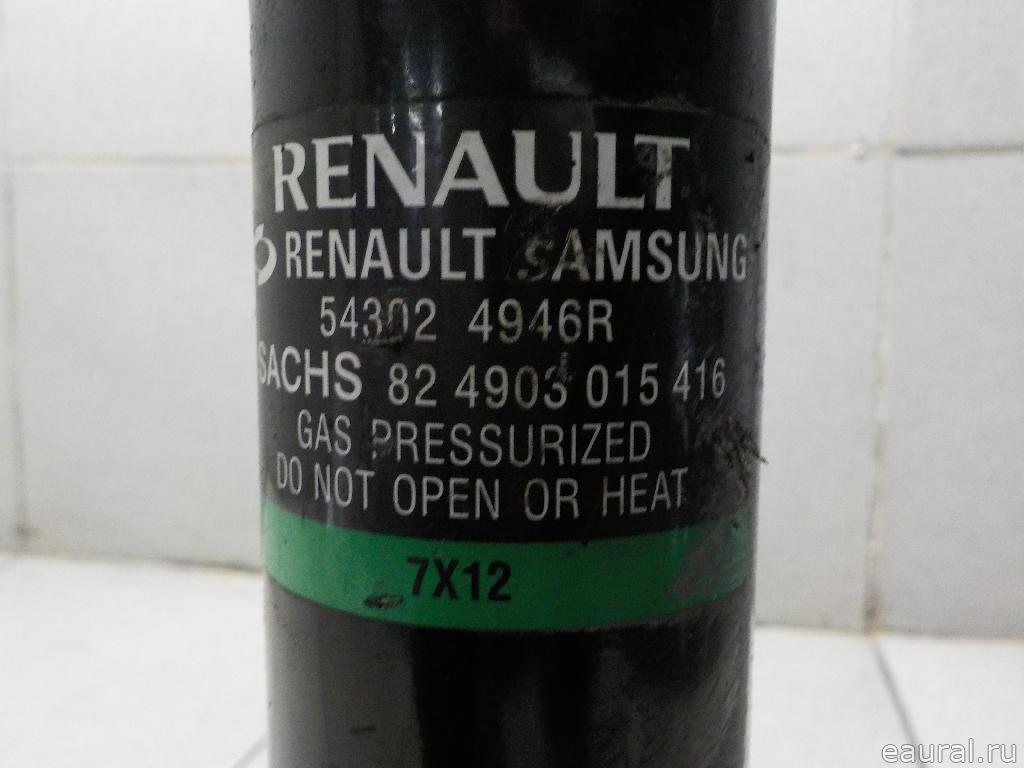 RENAULT
RENAULT SAMSUNG
54302 4946R
SACHS 82 4903 015 416
GAS PRESSURIZED
DO NOT OPEN OR HEAT
7X12
eaural.ru